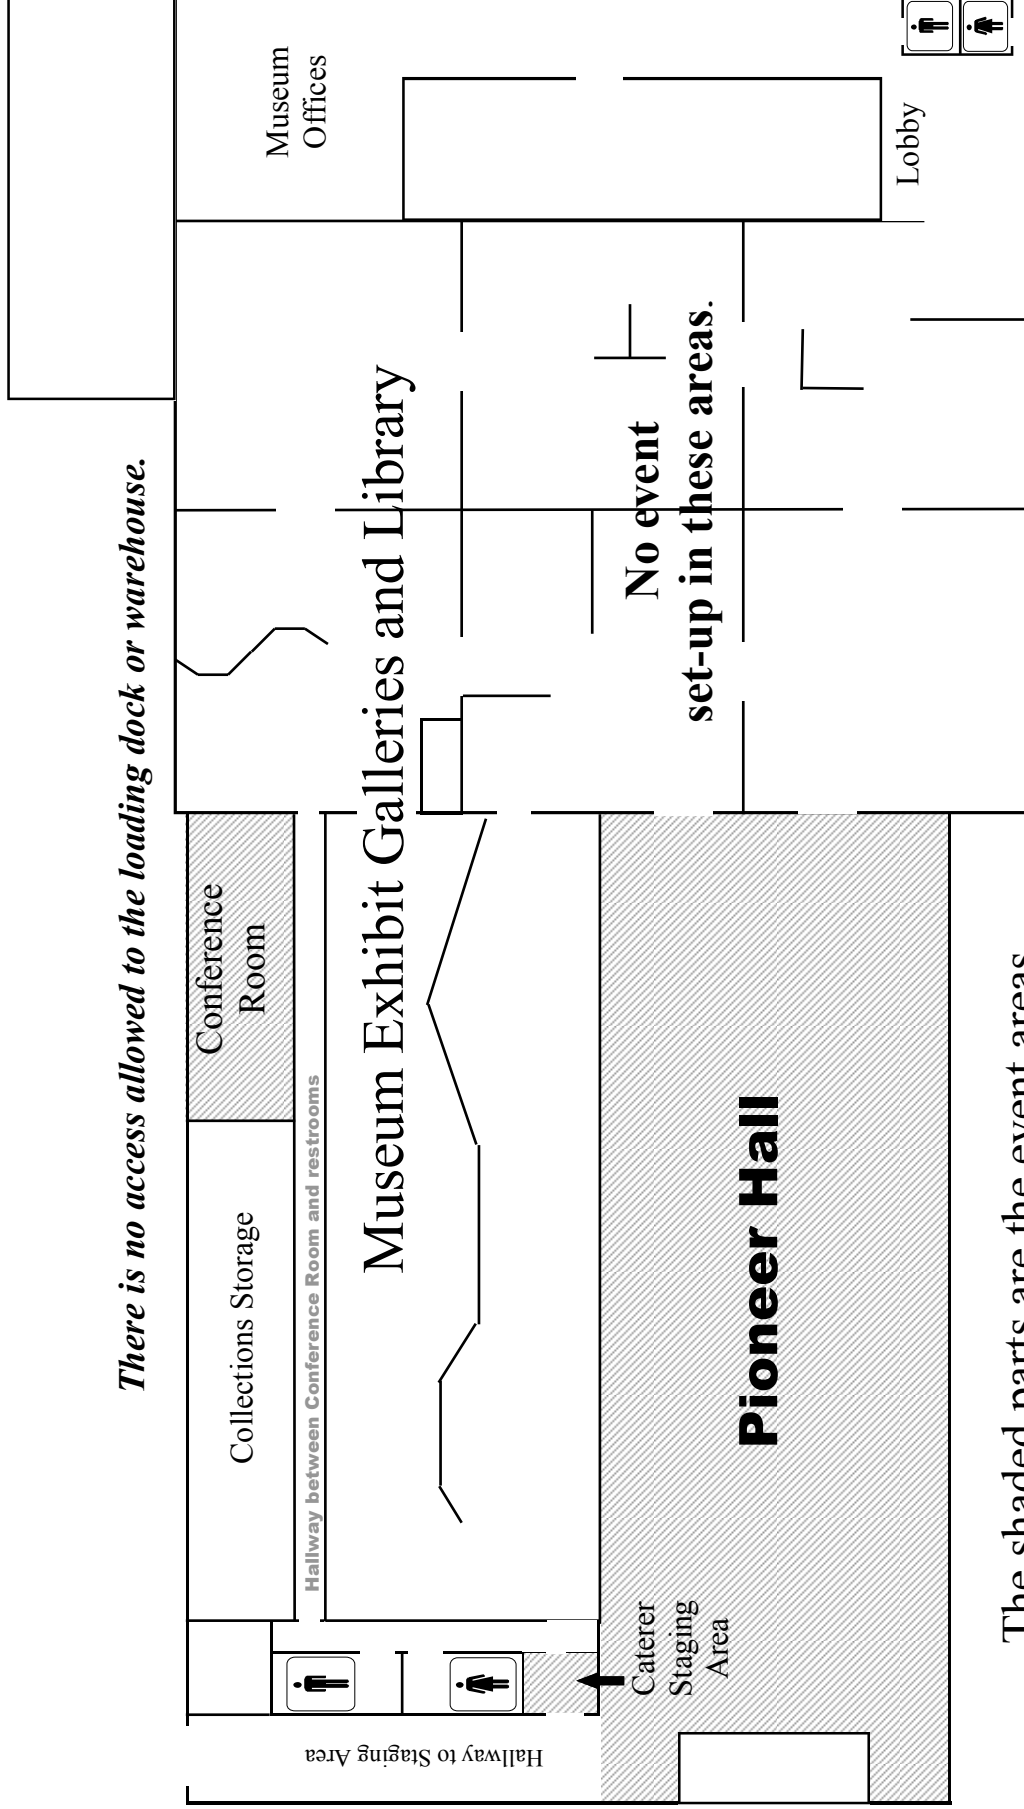 There is no access allowed to the loading dock or warehouse.
Museum
Offices
Lobby
Conference
Room
Collections Storage
Hallway between Conference Room and restrooms
Museum Exhibit Galleries and Library
No event
set-up in these areas.
Pioneer Hall
Caterer
Staging
Area
Hallway to Staging Area
The shaded parts are the event areas